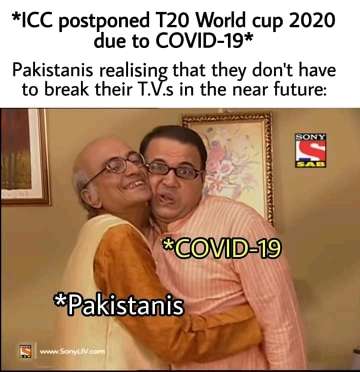 *ICC postponed T20 World cup 2020
due to COVID-19*
Pakistanis realising that they don't have
to break their T.V.s in the near future:
SONY
S
SAB
*COVID-19
*Pakistanis
www.SonyLIV.com